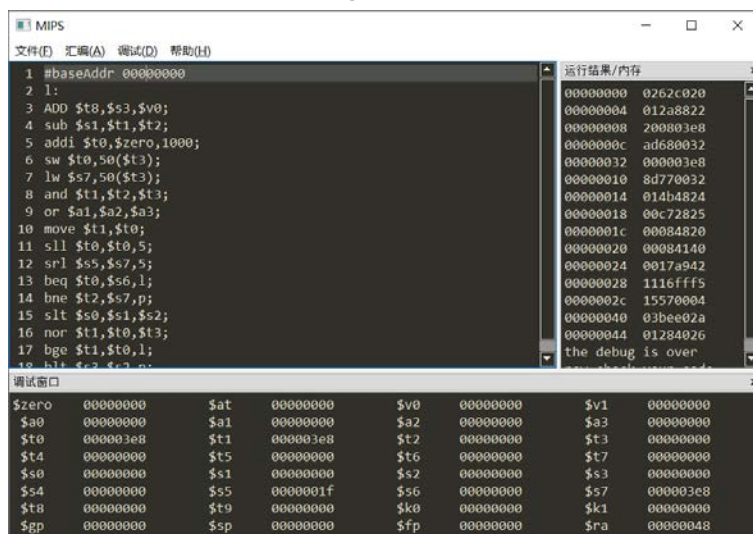 MIPS
文件(F) 汇编(A) 调试(D) 帮助(H)
1 #baseAddr 00000000
2 l:
3 ADD $t8,$s3,$v0;
4 sub $s1,$t1,$t2;
5 addi $t0,$zero,1000;
6 sw $t0,50($t3);
7 lw $s7,50($t3);
8 and $t1,$t2,$t3;
9 or $a1,$a2,$a3;
10 move $t1,$t0;
11 sll $t0,$t0,5;
12 srl $s5,$s7,5;
13 beq $t0,$s6,l;
14 bne $t2,$s7,p;
15 slt $s0,$s1,$s2;
16 nor $t1,$t0,$t3;
17 bge $t1,$t0,l;
18 blt $s3,$s2,p;
运行结果/内存
00000000 0262c020
00000004 012a8822
00000008 200803e8
0000000c ad680032
00000032 000003e8
00000010 8d770032
00000014 014b4824
00000018 00c72825
0000001c 00084820
00000020 00084140
00000024 0017a942
00000028 1116fff5
0000002c 15570004
00000040 03bee02a
00000044 01284026
the debug is over
调试窗口
$zero 00000000 $at 00000000 $v0 00000000 $v1 00000000
$a0 00000000 $a1 00000000 $a2 00000000 $a3 00000000
$t0 000003e8 $t1 000003e8 $t2 00000000 $t3 00000000
$t4 00000000 $t5 00000000 $t6 00000000 $t7 00000000
$s0 00000000 $s1 00000000 $s2 00000000 $s3 00000000
$s4 00000000 $s5 0000001f $s6 00000000 $s7 000003e8
$t8 00000000 $t9 00000000 $k0 00000000 $k1 00000000
$gp 00000000 $sp 00000000 $fp 00000000 $ra 00000048